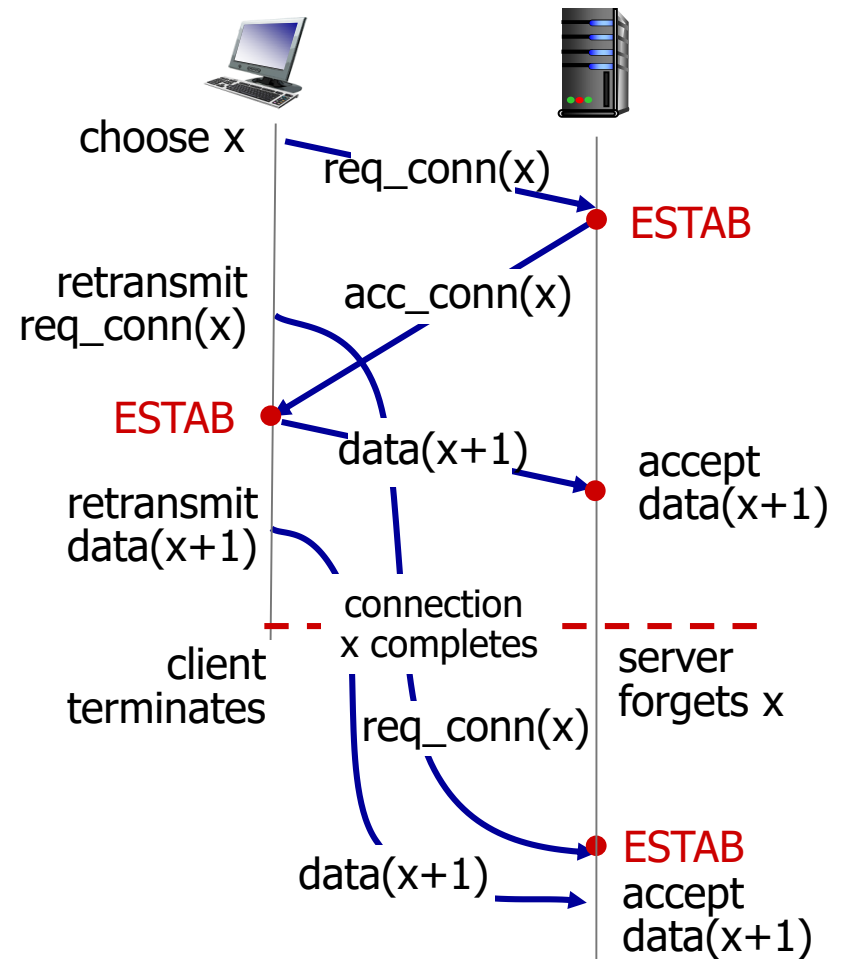 choose x
req_conn(x)
ESTAB
retransmit
req_conn(x)
acc_conn(x)
ESTAB
data(x+1)
accept
data(x+1)
retransmit
data(x+1)
connection
x completes
client
terminates
server
forgets x
req_conn(x)
ESTAB
data(x+1)
accept
data(x+1)